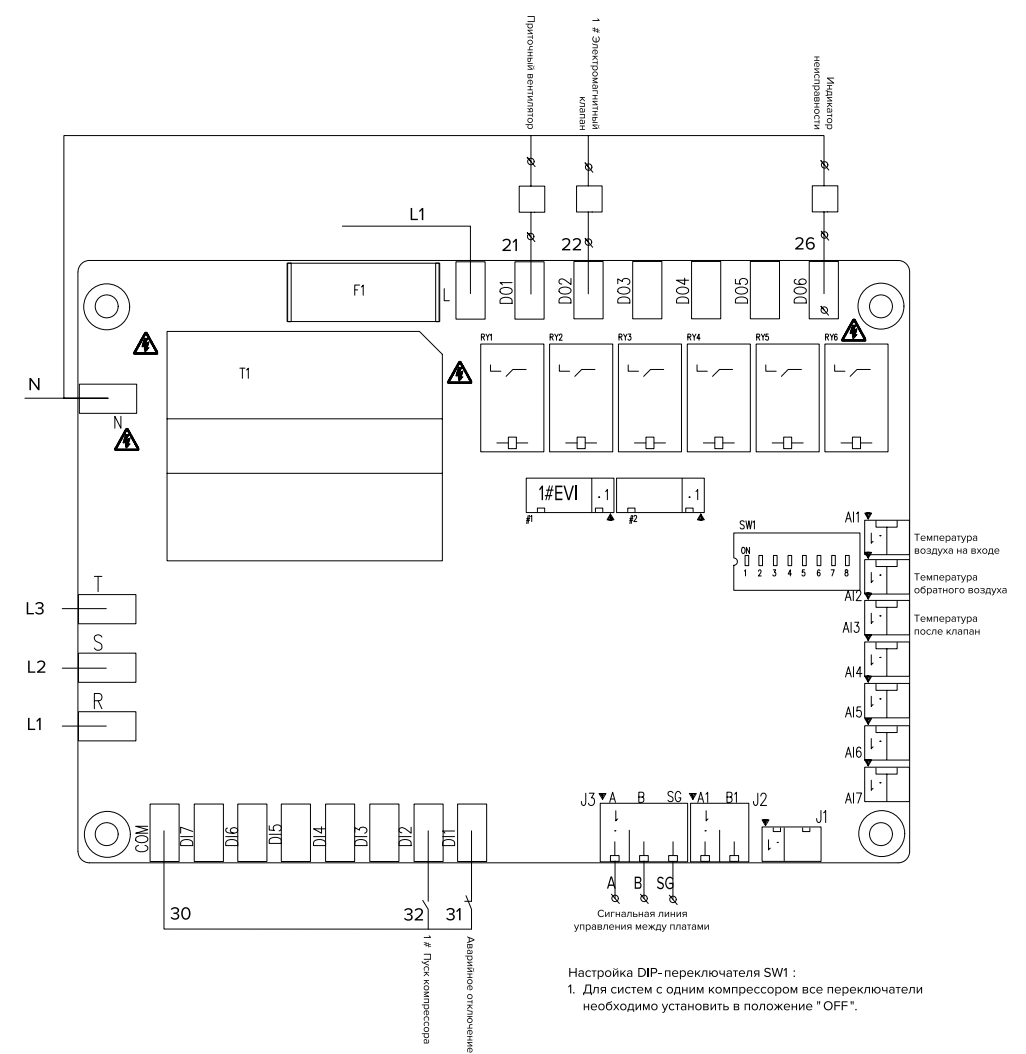 Приточный вентилятор
1 # Электромагнитный
клапан
Индикатор
неисправности
L1
21
22
26
F1
L
DO1
DO2
DO3
DO4
DO5
DO6
RY1
RY2
RY3
RY4
RY5
RY6
T1
N
N
1#EVI
.1
.1
#1
#2
SW1
ON
1 2 3 4 5 6 7 8
AI1
Температура
воздуха на входе
AI2
Температура
обратного воздуха
AI3
Температура
после клапан
AI4
AI5
AI6
AI7
T
L3
S
L2
R
L1
J3
A
B
SG
A1
B1
J2
J1
COM
DI7
DI6
DI5
DI4
DI3
DI2
DI1
A
B
SG
30
32
31
Сигнальная линия
управления между платами
1 # Пуск компрессора
Аварийное отключение
Настройка DIP-переключателя SW1 :
1. Для систем с одним компрессором все переключатели
необходимо установить в положение "OFF".